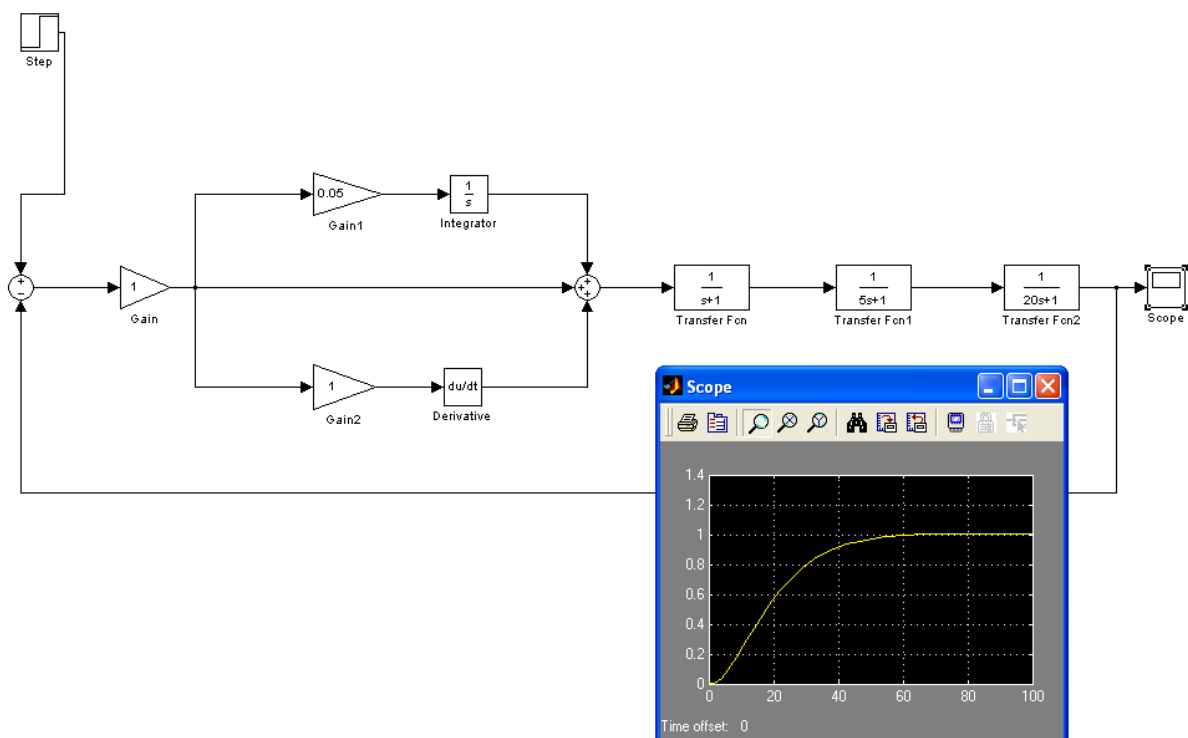 Step
0.05
1
s
Gain1
Integrator
+
−
1
Gain
+
+
+
1
s+1
Transfer Fcn
1
5s+1
Transfer Fcn1
1
20s+1
Transfer Fcn2
Scope
1
Gain2
du/dt
Derivative
Scope
1.4
1.2
1
0.8
0.6
0.4
0.2
0
0
20
40
60
80
100
Time offset: 0